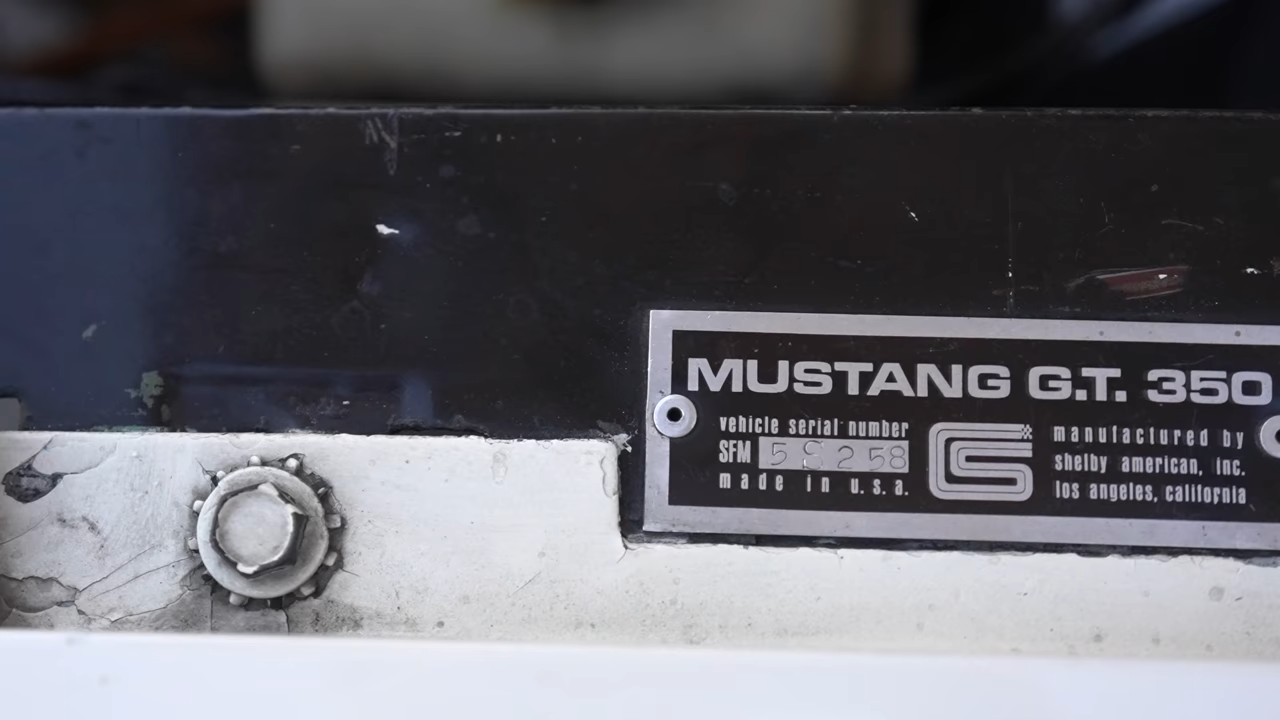 MUSTANG G.T. 350
vehicle serial number
SFM 5S258
made in u.s.a.
manufactured by
shelby american, inc.
los angeles, california